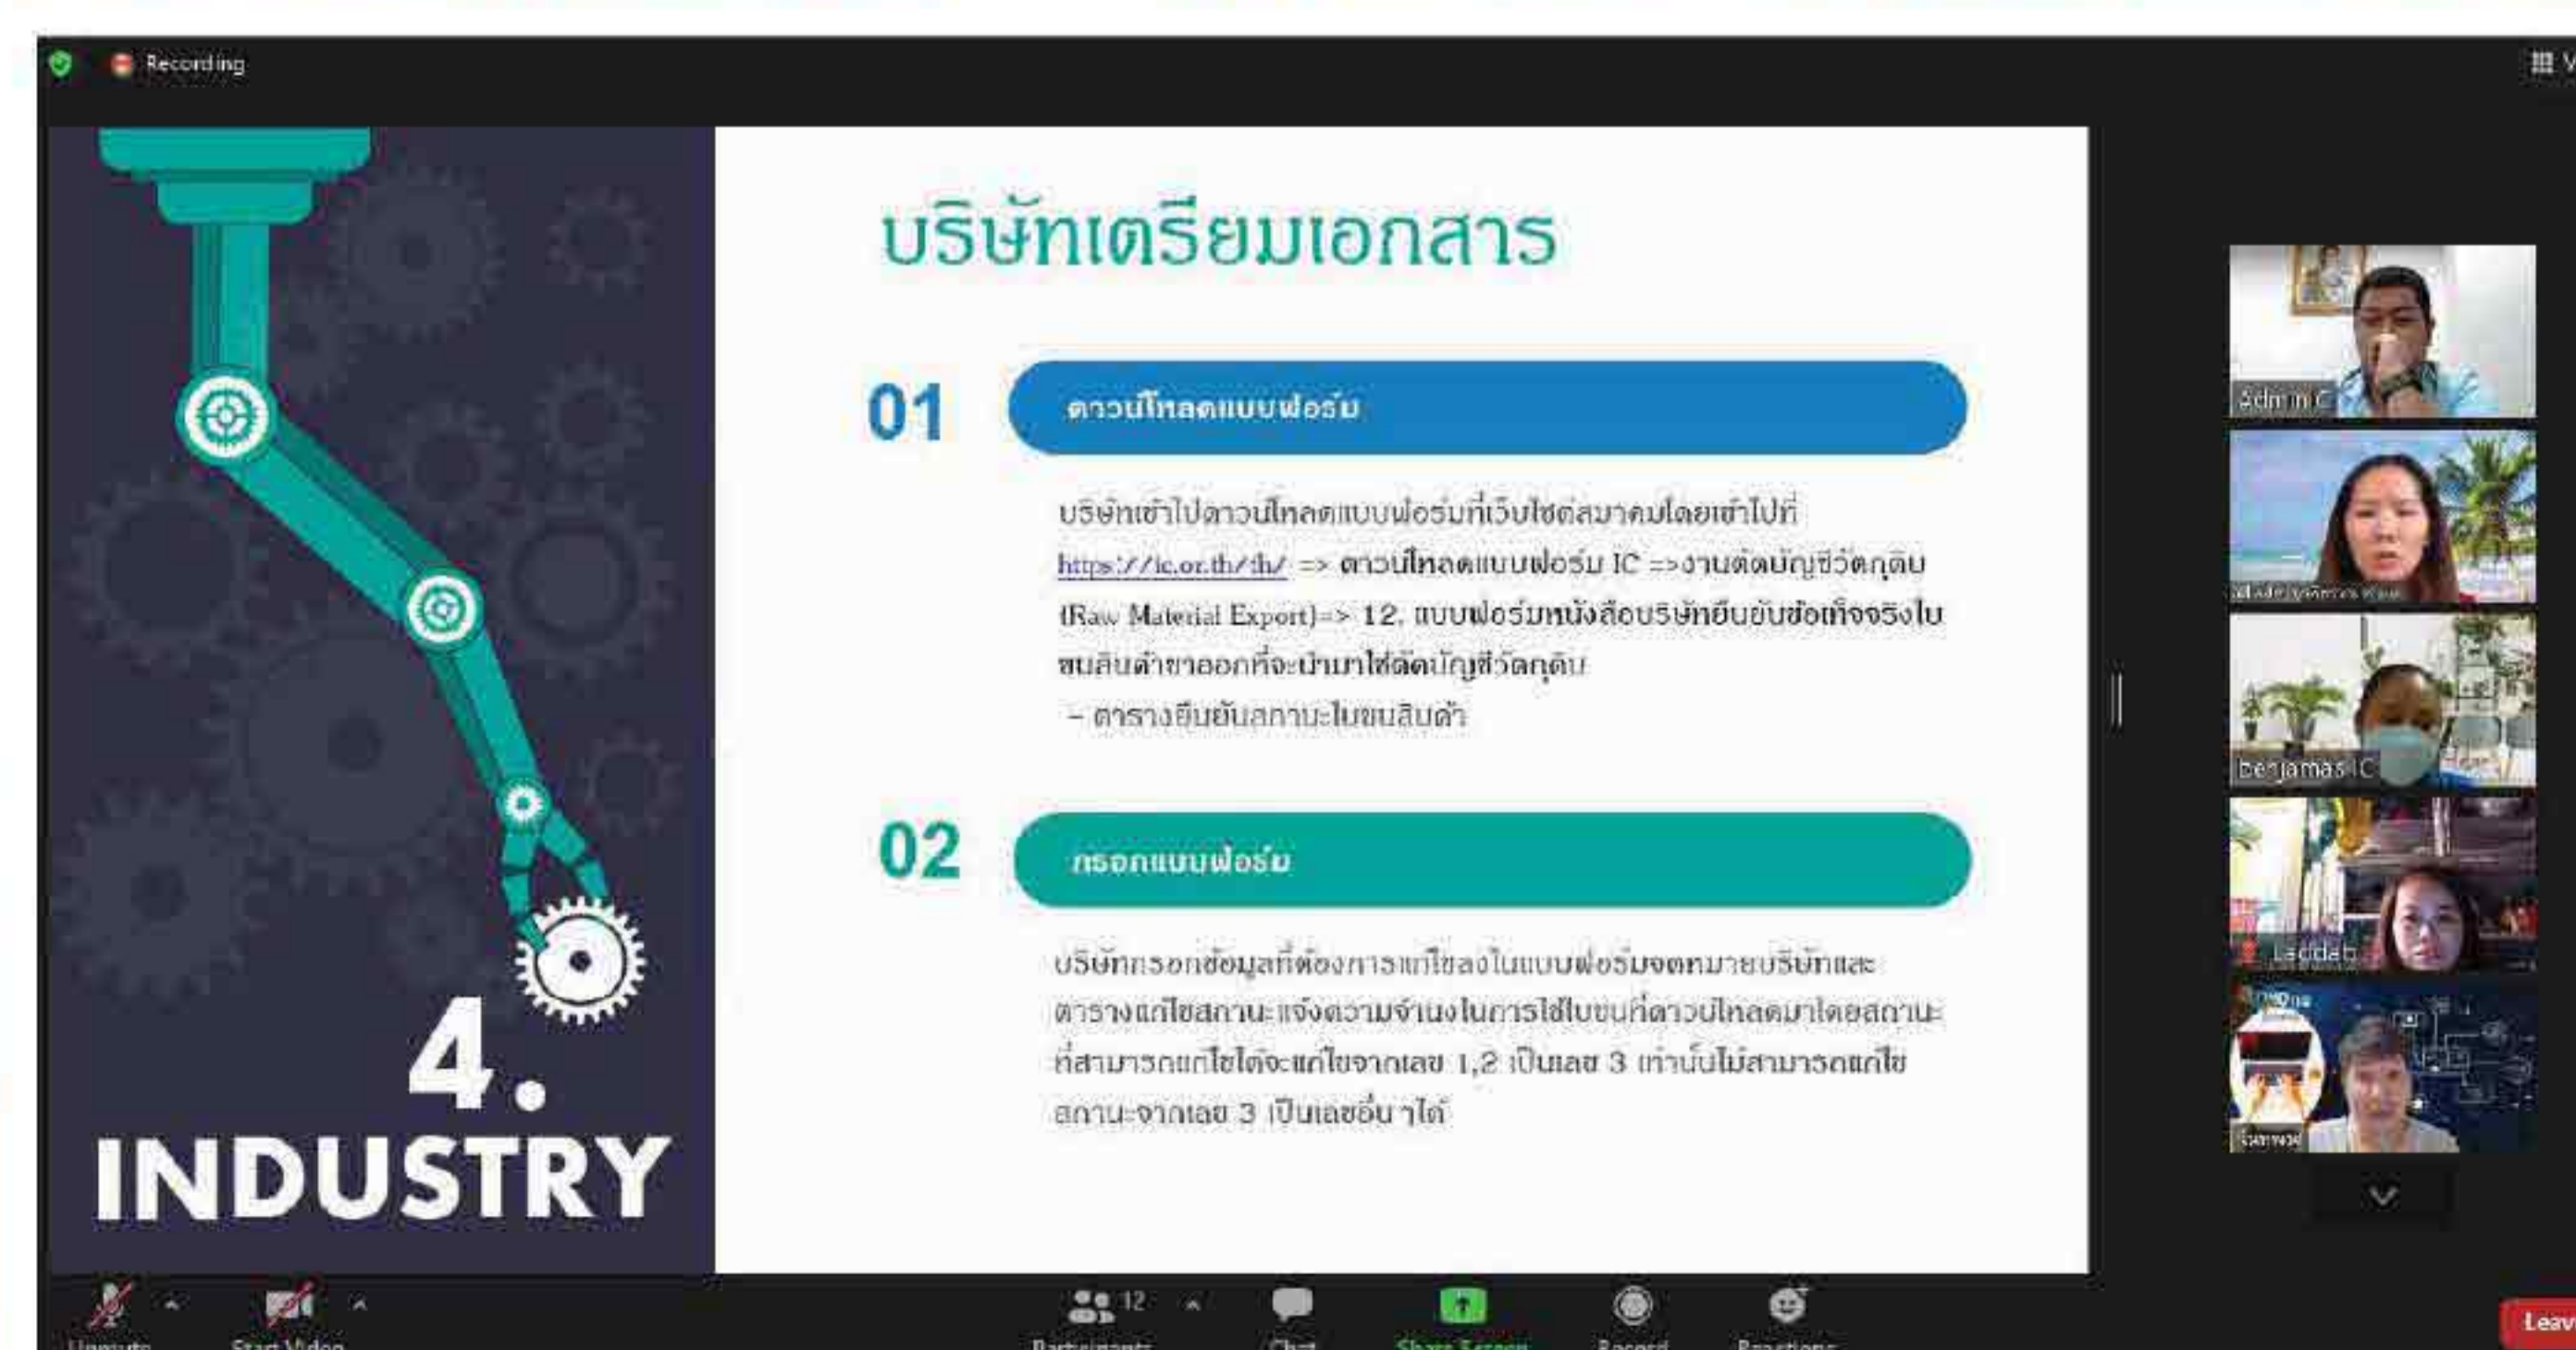 Recording
บริษัทเตรียมเอกสาร
01
ดาวน์โหลดแบบฟอร์ม
บริษัทเข้าไปดาวน์โหลดแบบฟอร์มที่เว็บไซต์สมาคมโดยเข้าไปที่
https://ic.or.th/th/ => ดาวน์โหลดแบบฟอร์ม IC =>งานตัดบัญชีวัตถุดิบ
(Raw Material Export)=> 12. แบบฟอร์มหนังสือบริษัทยืนยันข้อเท็จจริงใบ
ขนสินค้าขาออกที่จะนำมาใช้ตัดบัญชีวัตถุดิบ
– ตารางยืนยันสถานะใบขนสินค้า
02
กรอกแบบฟอร์ม
บริษัทกรอกข้อมูลที่ต้องการแก้ไขลงในแบบฟอร์มจดหมายบริษัทและ
ตารางแก้ไขสถานะแจ้งความจำนงในการใช้ใบขนที่ดาวน์โหลดมาโดยสถานะ
ที่สามารถแก้ไขได้จะแก้ไขจากเลข 1,2 เป็นเลข 3 เท่านั้นไม่สามารถแก้ไข
สถานะจากเลข 3 เป็นเลขอื่น ๆได้
4.
INDUSTRY
Admin C
benjamas IC
Laddab
Unmute
Start Video
12
Participants
Chat
Share Screen
Record
Reactions
Leav